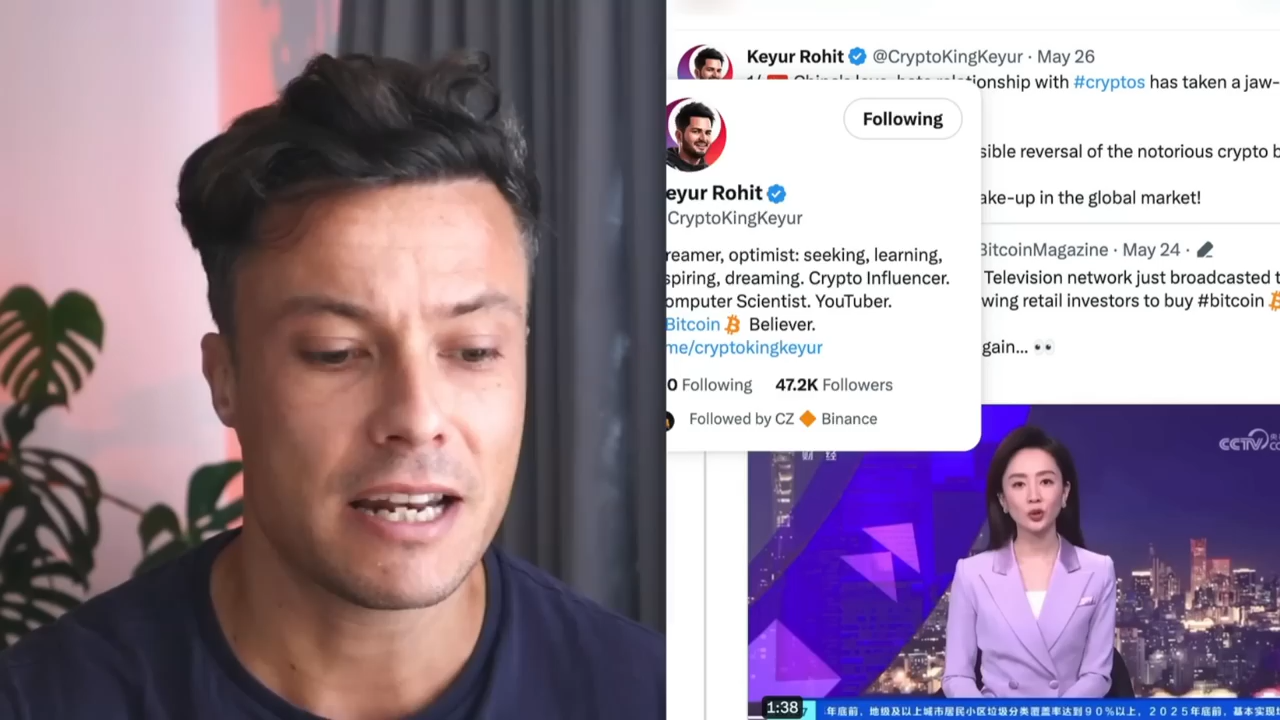 Keyur Rohit @CryptoKingKeyur · May 26
1/ China's love-hate relationship with #cryptos has taken a jaw-
Following
sible reversal of the notorious crypto b
eyur Rohit
ake-up in the global market!
CryptoKingKeyur
BitcoinMagazine · May 24 ·
reamer, optimist: seeking, learning,
spiring, dreaming. Crypto Influencer.
Television network just broadcasted t
omputer Scientist. YouTuber.
wing retail investors to buy #bitcoin
Bitcoin Believer.
me/cryptokingkeyur
gain... 👀
0 Following 47.2K Followers
Followed by CZ 🔶 Binance
财 经
CCTV
1:38
年底前，地级及以上城市居民小区垃圾分类覆盖率达到90%以上，2025年底前，基本实现